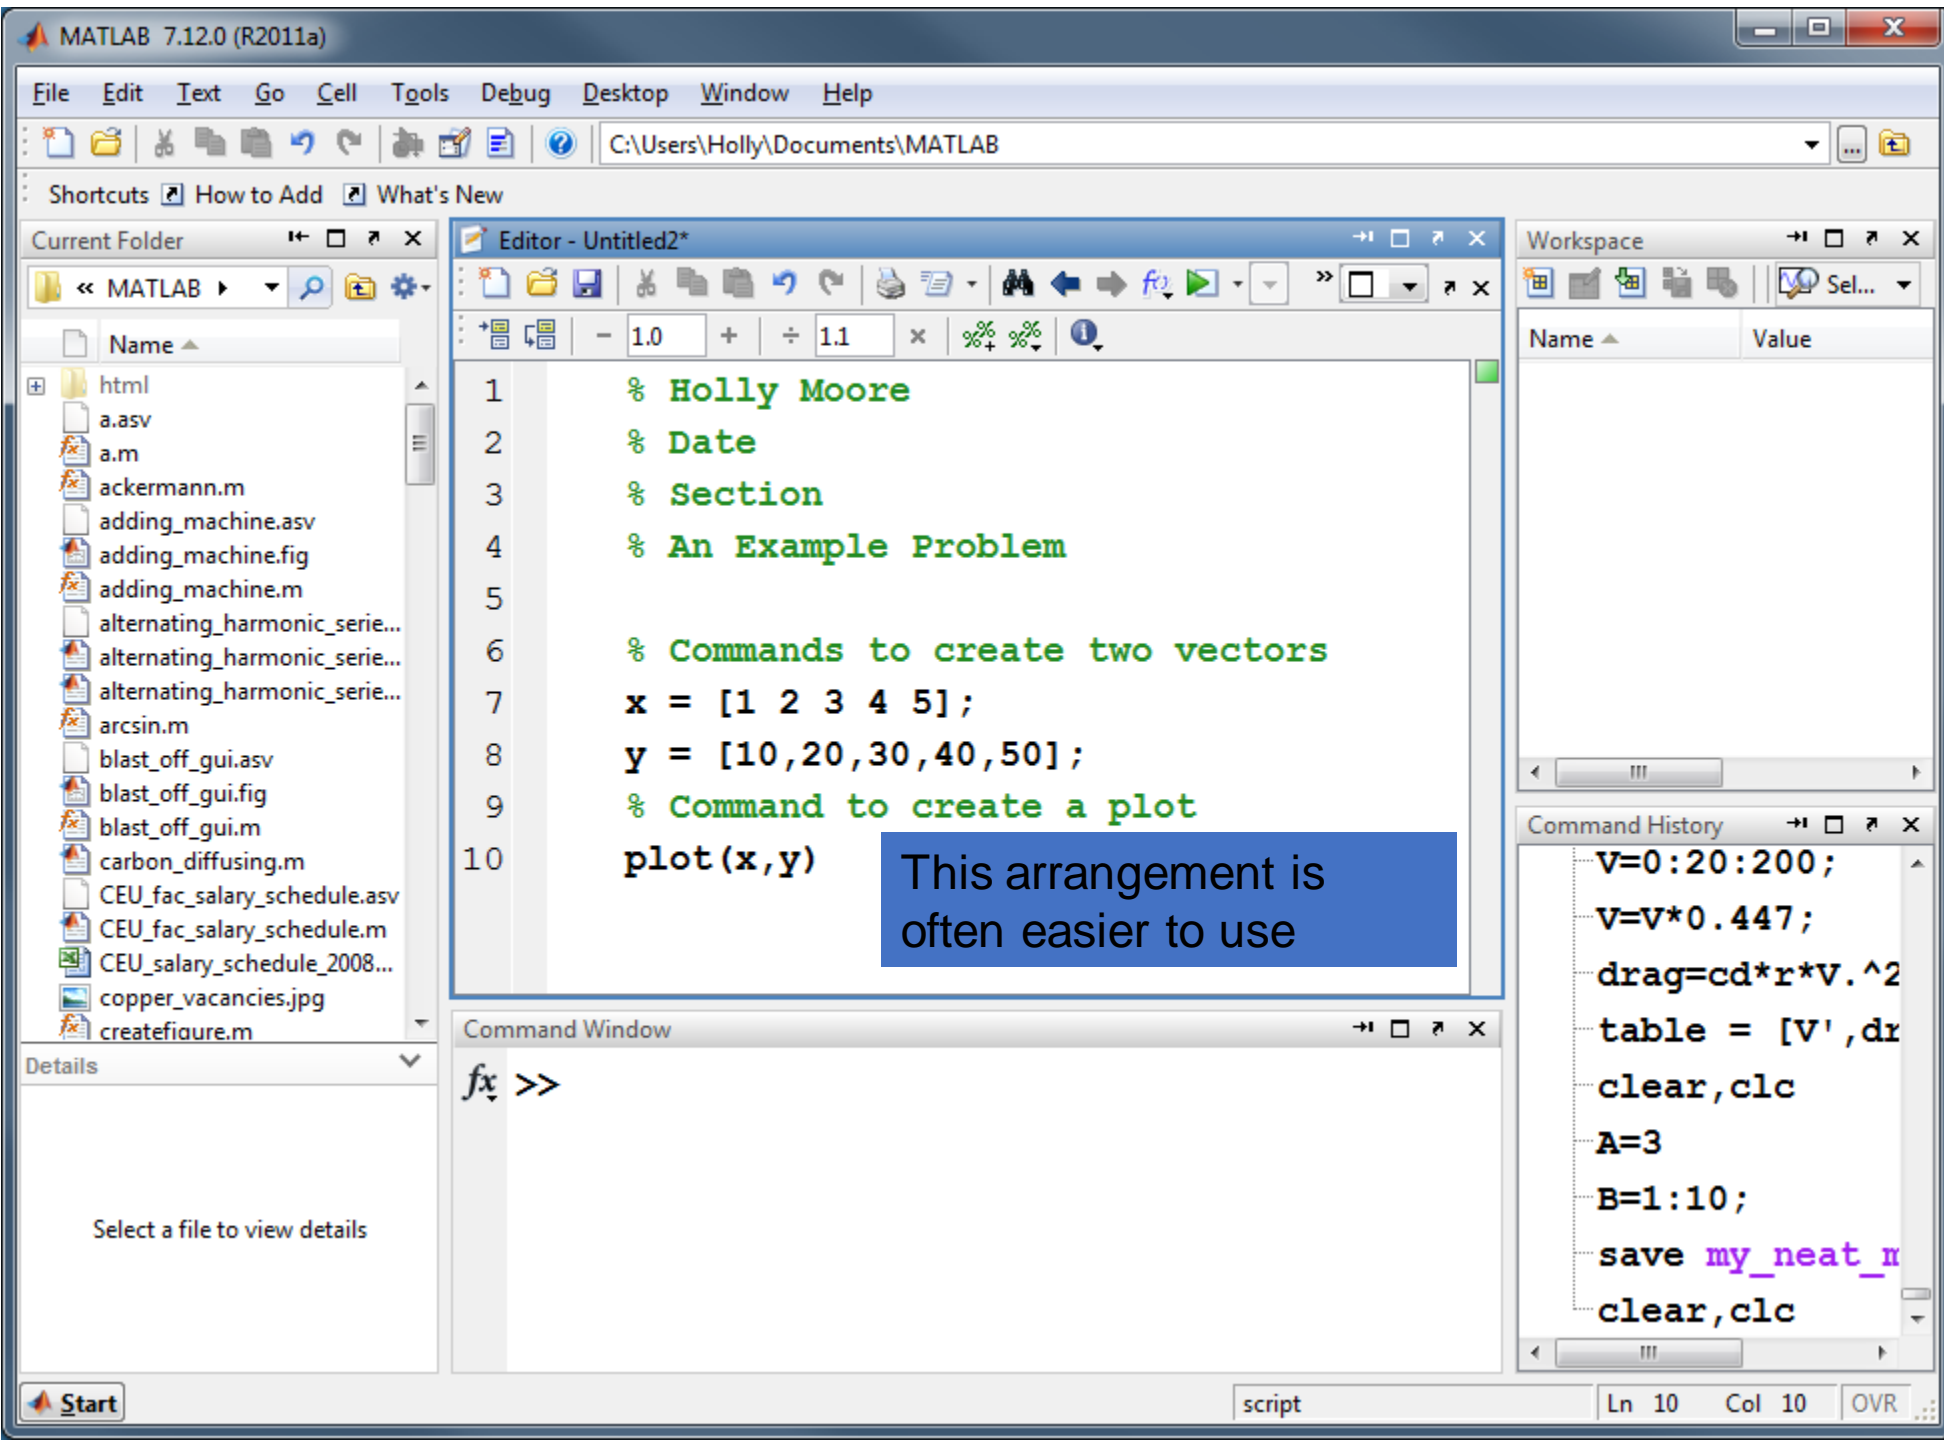 MATLAB 7.12.0 (R2011a)
File Edit Text Go Cell Tools Debug Desktop Window Help
C:\Users\Holly\Documents\MATLAB
Shortcuts How to Add What's New
Current Folder
« MATLAB
Name
html
a.asv
a.m
ackermann.m
adding_machine.asv
adding_machine.fig
adding_machine.m
alternating_harmonic_serie...
alternating_harmonic_serie...
alternating_harmonic_serie...
arcsin.m
blast_off_gui.asv
blast_off_gui.fig
blast_off_gui.m
carbon_diffusing.m
CEU_fac_salary_schedule.asv
CEU_fac_salary_schedule.m
CEU_salary_schedule_2008...
copper_vacancies.jpg
createfigure.m
Details
Select a file to view details
Editor - Untitled2*
- 1.0 + ÷ 1.1 ×
1 % Holly Moore
2 % Date
3 % Section
4 % An Example Problem
5
6 % Commands to create two vectors
7 x = [1 2 3 4 5];
8 y = [10,20,30,40,50];
9 % Command to create a plot
10 plot(x,y)
This arrangement is
often easier to use
Command Window
fx >>
Workspace
Sel...
Name Value
Command History
V=0:20:200;
V=V*0.447;
drag=cd*r*V.^2
table = [V',dr
clear,clc
A=3
B=1:10;
save my_neat_m
clear,clc
Start
script
Ln 10 Col 10 OVR